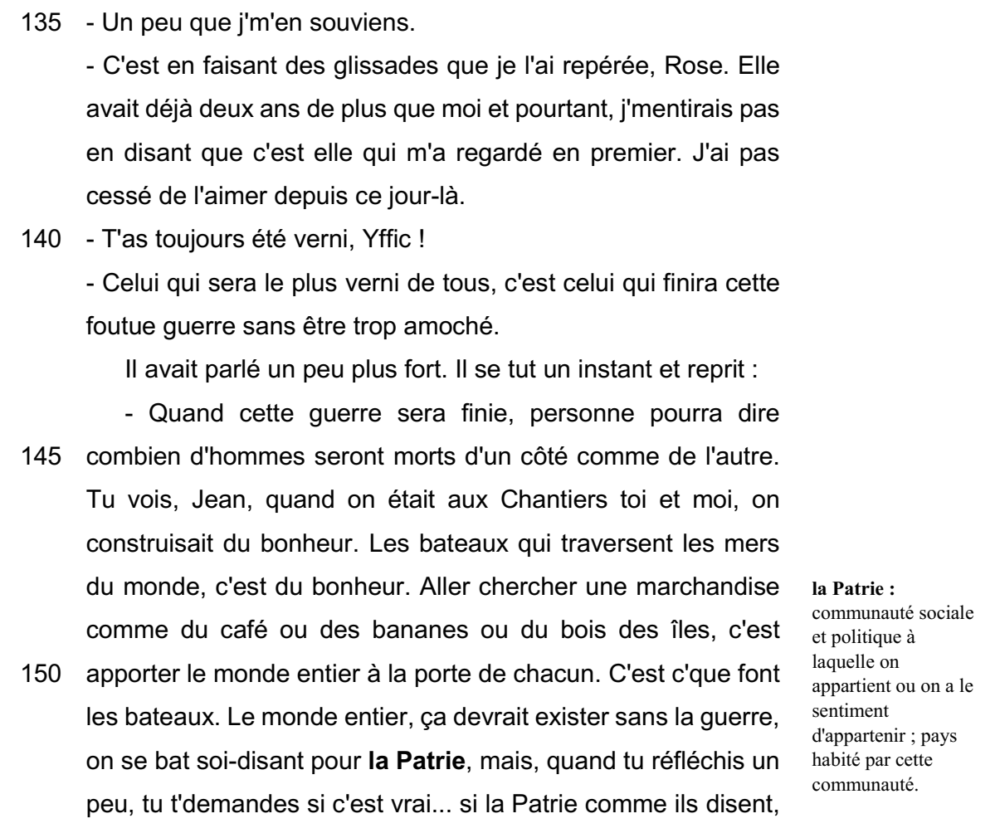 135 - Un peu que j'm'en souviens.
- C'est en faisant des glissades que je l'ai repérée, Rose. Elle
avait déjà deux ans de plus que moi et pourtant, j'mentirais pas
en disant que c'est elle qui m'a regardé en premier. J'ai pas
cessé de l'aimer depuis ce jour-là.
140 - T'as toujours été verni, Yffic !
- Celui qui sera le plus verni de tous, c'est celui qui finira cette
foutue guerre sans être trop amoché.
Il avait parlé un peu plus fort. Il se tut un instant et reprit :
- Quand cette guerre sera finie, personne pourra dire
145 combien d'hommes seront morts d'un côté comme de l'autre.
Tu vois, Jean, quand on était aux Chantiers toi et moi, on
construisait du bonheur. Les bateaux qui traversent les mers
du monde, c'est du bonheur. Aller chercher une marchandise
comme du café ou des bananes ou du bois des îles, c'est
150 apporter le monde entier à la porte de chacun. C'est c'que font
les bateaux. Le monde entier, ça devrait exister sans la guerre,
on se bat soi-disant pour la Patrie, mais, quand tu réfléchis un
peu, tu t'demandes si c'est vrai... si la Patrie comme ils disent,
la Patrie :
communauté sociale
et politique à
laquelle on
appartient ou on a le
sentiment
d'appartenir ; pays
habité par cette
communauté.